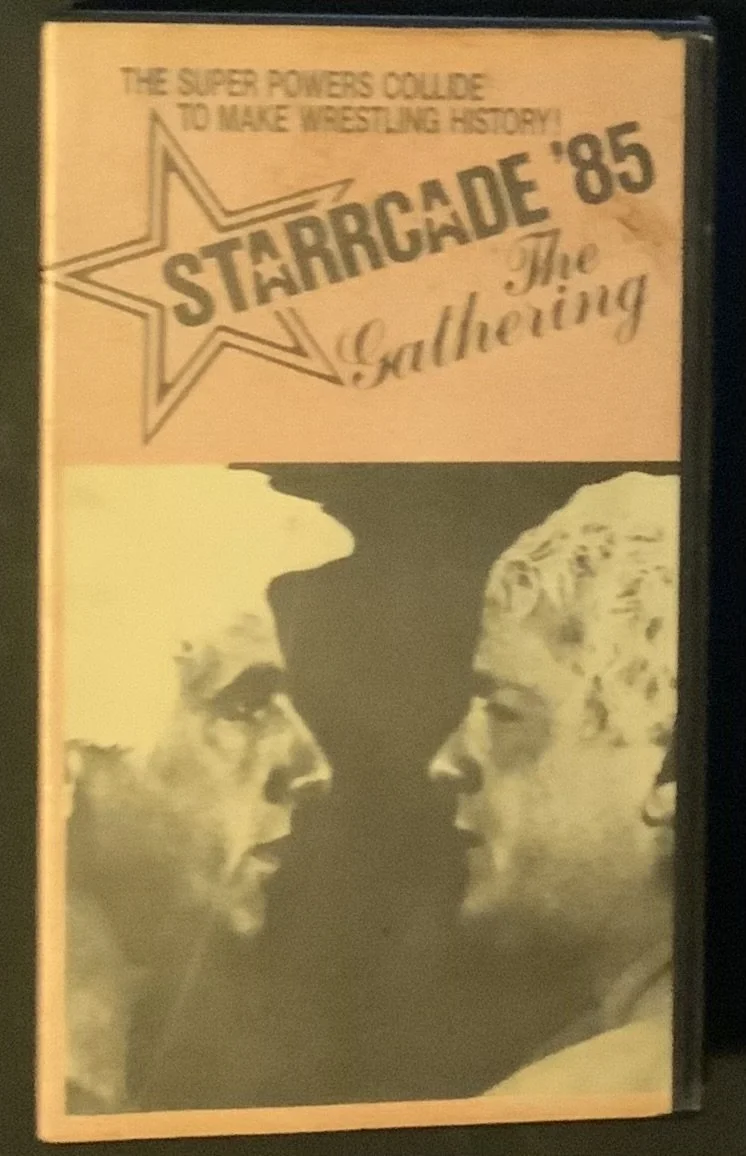 THE SUPER POWERS COLLIDE
TO MAKE WRESTLING HISTORY!
STARRCADE '85
The
Gathering